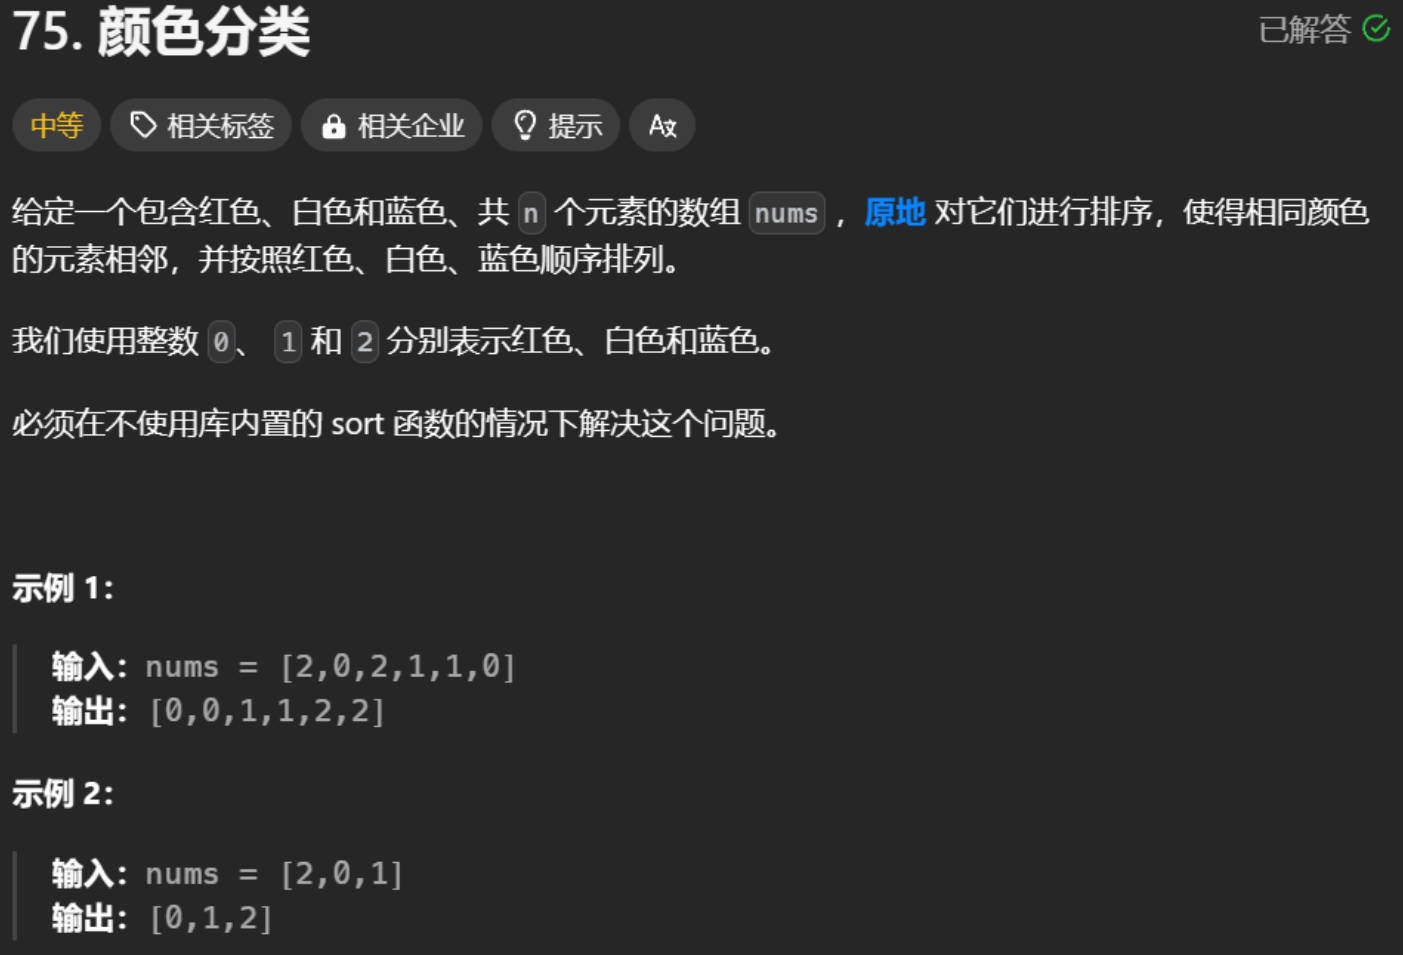 75. 颜色分类
已解答
中等 相关标签 相关企业 提示
给定一个包含红色、白色和蓝色、共 n 个元素的数组 nums ，原地 对它们进行排序，使得相同颜色
的元素相邻，并按照红色、白色、蓝色顺序排列。
我们使用整数 0、 1 和 2 分别表示红色、白色和蓝色。
必须在不使用库内置的 sort 函数的情况下解决这个问题。
示例 1：
输入：nums = [2,0,2,1,1,0]
输出：[0,0,1,1,2,2]
示例 2：
输入：nums = [2,0,1]
输出：[0,1,2]